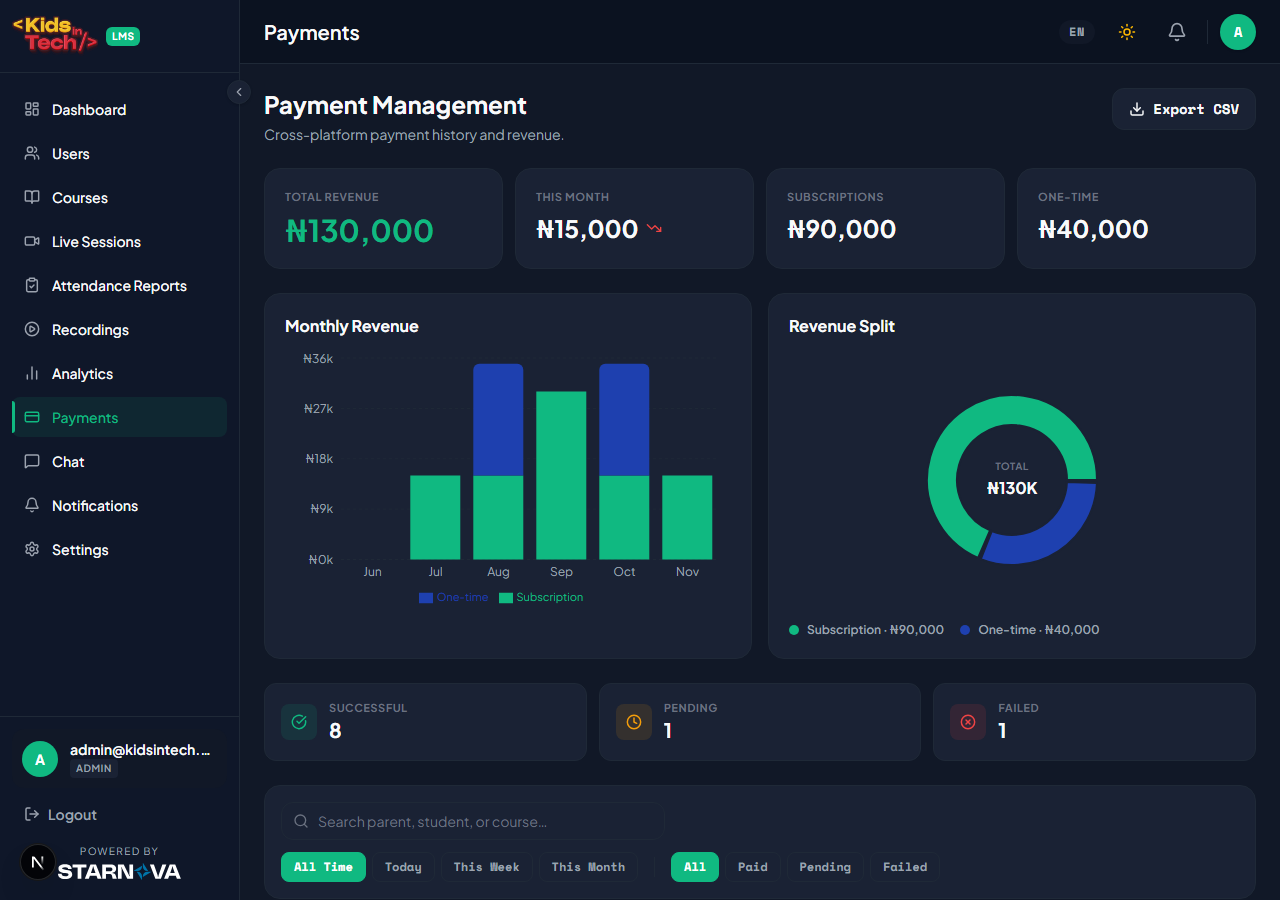 <Kids in
Tech/>
LMS
Payments
EN
A
Dashboard
Users
Courses
Live Sessions
Attendance Reports
Recordings
Analytics
Payments
Chat
Notifications
Settings
A
admin@kidsintech....
ADMIN
Logout
POWERED BY
N
STARNOVA
Payment Management
Cross-platform payment history and revenue.
Export CSV
TOTAL REVENUE
₦130,000
THIS MONTH
₦15,000
SUBSCRIPTIONS
₦90,000
ONE-TIME
₦40,000
Monthly Revenue
₦36k
₦27k
₦18k
₦9k
₦0k
Jun Jul Aug Sep Oct Nov
One-time Subscription
Revenue Split
TOTAL
₦130K
Subscription · ₦90,000 One-time · ₦40,000
SUCCESSFUL
8
PENDING
1
FAILED
1
Search parent, student, or course...
All Time Today This Week This Month All Paid Pending Failed